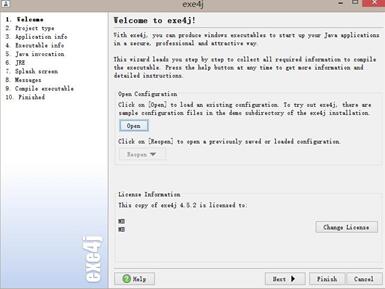 exe4j
1. Welcome
2. Project type
3. Application info
4. Executable info
5. Java invocation
6. JRE
7. Splash screen
8. Messages
9. Compile executable
10. Finished
exe4j
Welcome to exe4j!
With exe4j, you can produce windows executables to start up your Java applications
in a secure, professional and attractive way.
This wizard leads you step by step to collect all required information to compile
the executable. Press the help button at any time to get more information and
detailed instructions.
Open Configuration
Click on [Open] to load an existing configuration. To try out exe4j, there are
sample configuration files in the demo subdirectory of the exe4j installation.
Open
Click on [Reopen] to open a previously saved or loaded configuration.
Reopen
License Information
This copy of exe4j 4.5.2 is licensed to:
Change License
Help
Next
Finish
Cancel